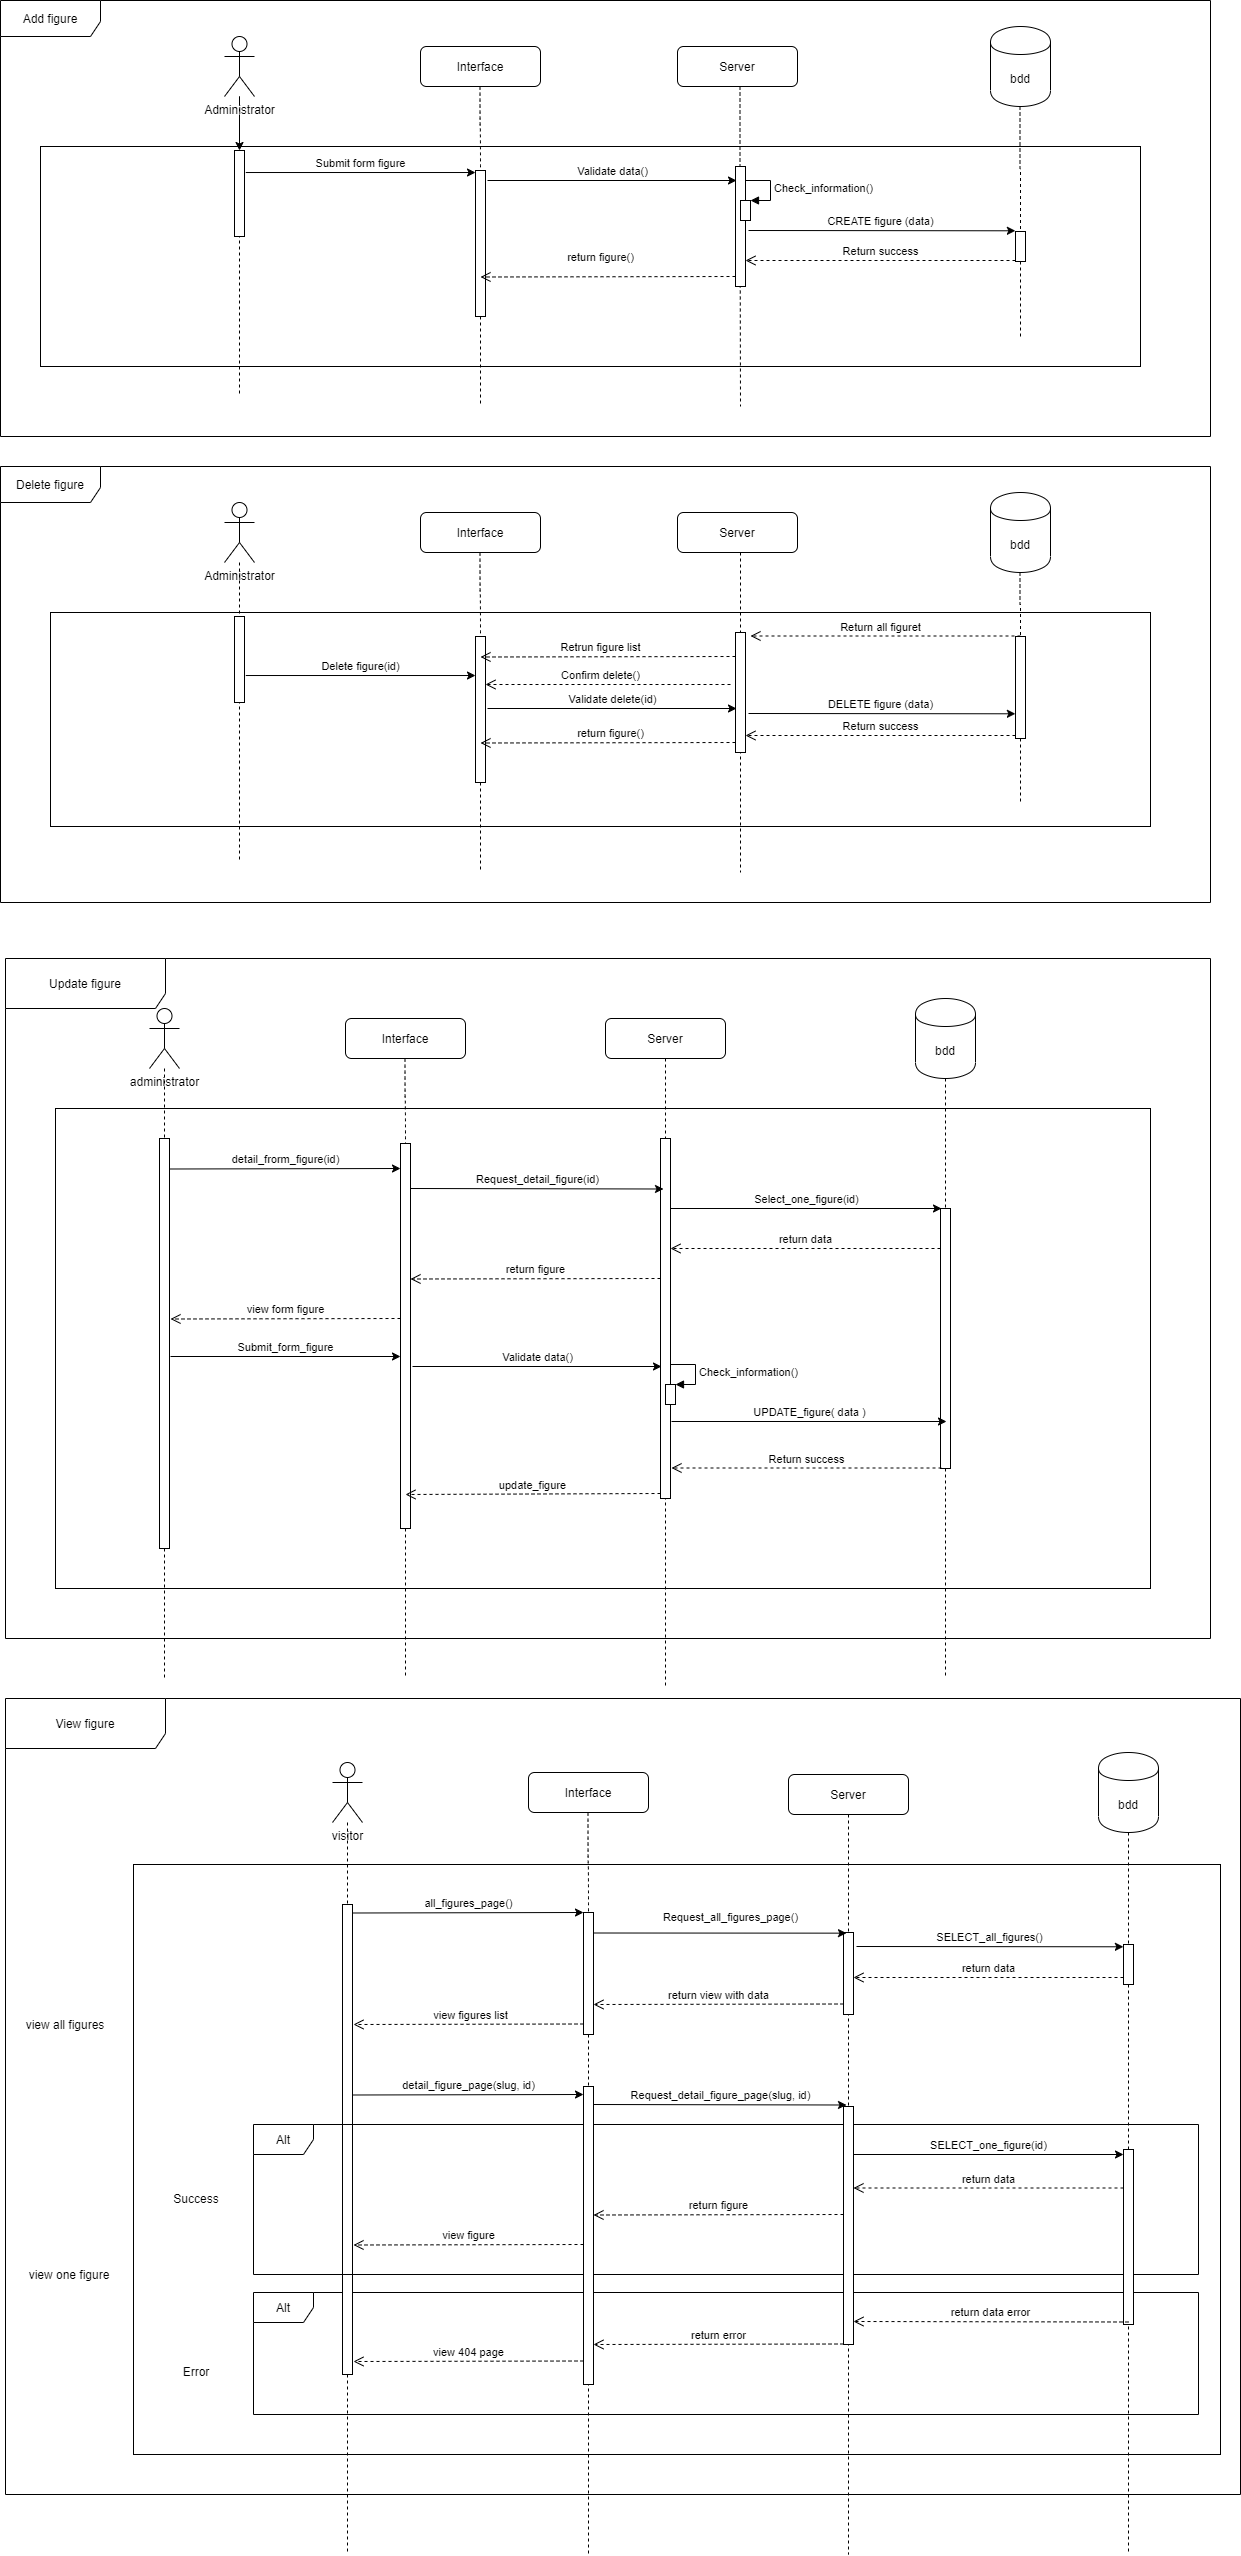 Add figure
Administrator
Interface
Server
bdd
Submit form figure
Validate data()
Check_information()
CREATE figure (data)
Return success
return figure()
Delete figure
Administrator
Interface
Server
bdd
Return all figuret
Retrun figure list
Delete figure(id)
Confirm delete()
Validate delete(id)
DELETE figure (data)
Return success
return figure()
Update figure
administrator
Interface
Server
bdd
detail_frorm_figure(id)
Request_detail_figure(id)
Select_one_figure(id)
return data
return figure
view form figure
Submit_form_figure
Validate data()
Check_information()
UPDATE_figure( data )
Return success
update_figure
View figure
visitor
Interface
Server
bdd
all_figures_page()
Request_all_figures_page()
SELECT_all_figures()
return data
return view with data
view figures list
view all figures
detail_figure_page(slug, id)
Request_detail_figure_page(slug, id)
Alt
SELECT_one_figure(id)
return data
Success
return figure
view figure
view one figure
Alt
return data error
return error
view 404 page
Error